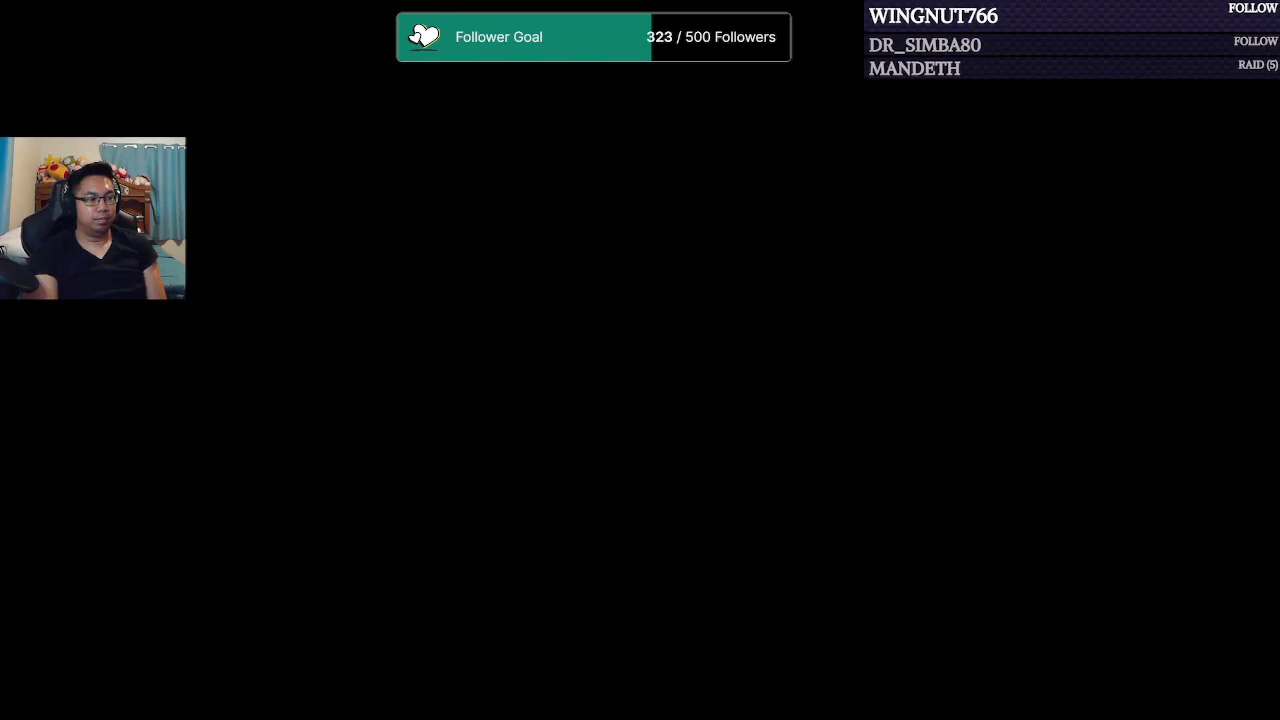 Follower Goal 323 / 500 Followers
WINGNUT766 FOLLOW
DR_SIMBA80 FOLLOW
MANDETH RAID (5)